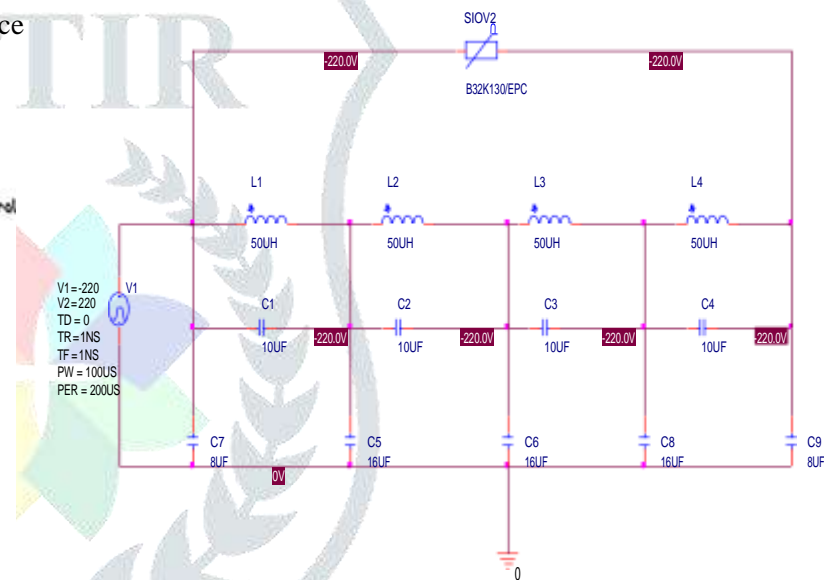 ce
TIR
SIOV2
-220.0V -220.0V
B32K130/EPC
L1 L2 L3 L4
50UH 50UH 50UH 50UH
V1=-220 V1
V2=220
TD = 0
TR=1NS
TF=1NS
PW = 100US
PER = 200US
C1 C2 C3 C4
10UF -220.0V 10UF -220.0V 10UF -220.0V 10UF -220.0V
C7 C5 C6 C8 C9
8UF 16UF 16UF 16UF 8UF
0V
0